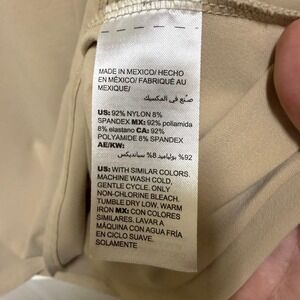 MADE IN MEXICO/ HECHO
EN MÉXICO/ FABRIQUÉ AU
MEXIQUE/
صنع في المكسيك
US: 92% NYLON 8%
SPANDEX MX: 92% poliamida
8% elastano CA: 92%
POLYAMIDE 8% SPANDEX
AE/KW:
92% بولياميد 8% سبانديكس
US: WITH SIMILAR COLORS.
MACHINE WASH COLD,
GENTLE CYCLE. ONLY
NON-CHLORINE BLEACH.
TUMBLE DRY LOW. WARM
IRON MX: CON COLORES
SIMILARES. LAVAR A
MÁQUINA CON AGUA FRÍA
EN CICLO SUAVE.
SOLAMENTE